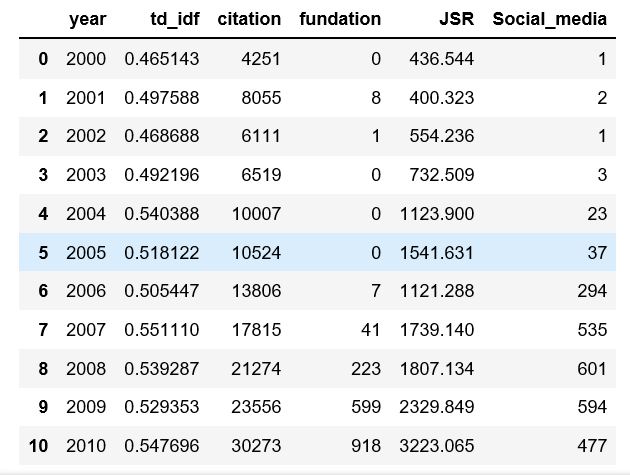 year td_idf citation fundation JSR Social_media
0 2000 0.465143 4251 0 436.544 1
1 2001 0.497588 8055 8 400.323 2
2 2002 0.468688 6111 1 554.236 1
3 2003 0.492196 6519 0 732.509 3
4 2004 0.540388 10007 0 1123.900 23
5 2005 0.518122 10524 0 1541.631 37
6 2006 0.505447 13806 7 1121.288 294
7 2007 0.551110 17815 41 1739.140 535
8 2008 0.539287 21274 223 1807.134 601
9 2009 0.529353 23556 599 2329.849 594
10 2010 0.547696 30273 918 3223.065 477